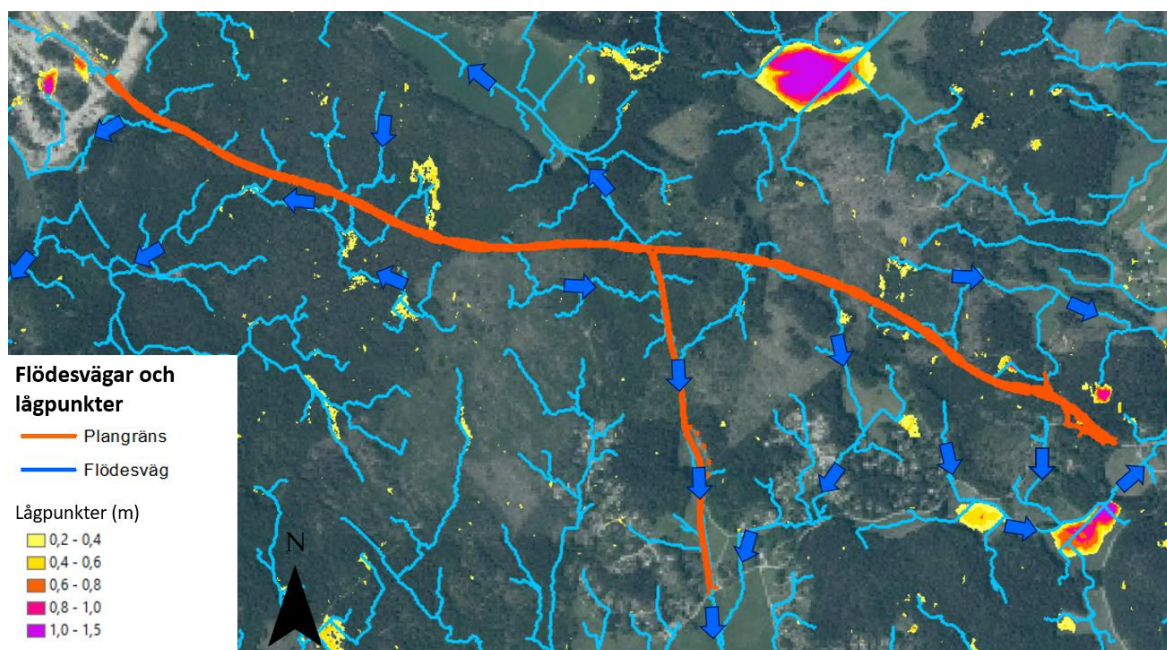 N
Flödesvägar och
lågpunkter
Plangräns
Flödesväg
Lågpunkter (m)
0,2 - 0,4
0,4 - 0,6
0,6 - 0,8
0,8 - 1,0
1,0 - 1,5